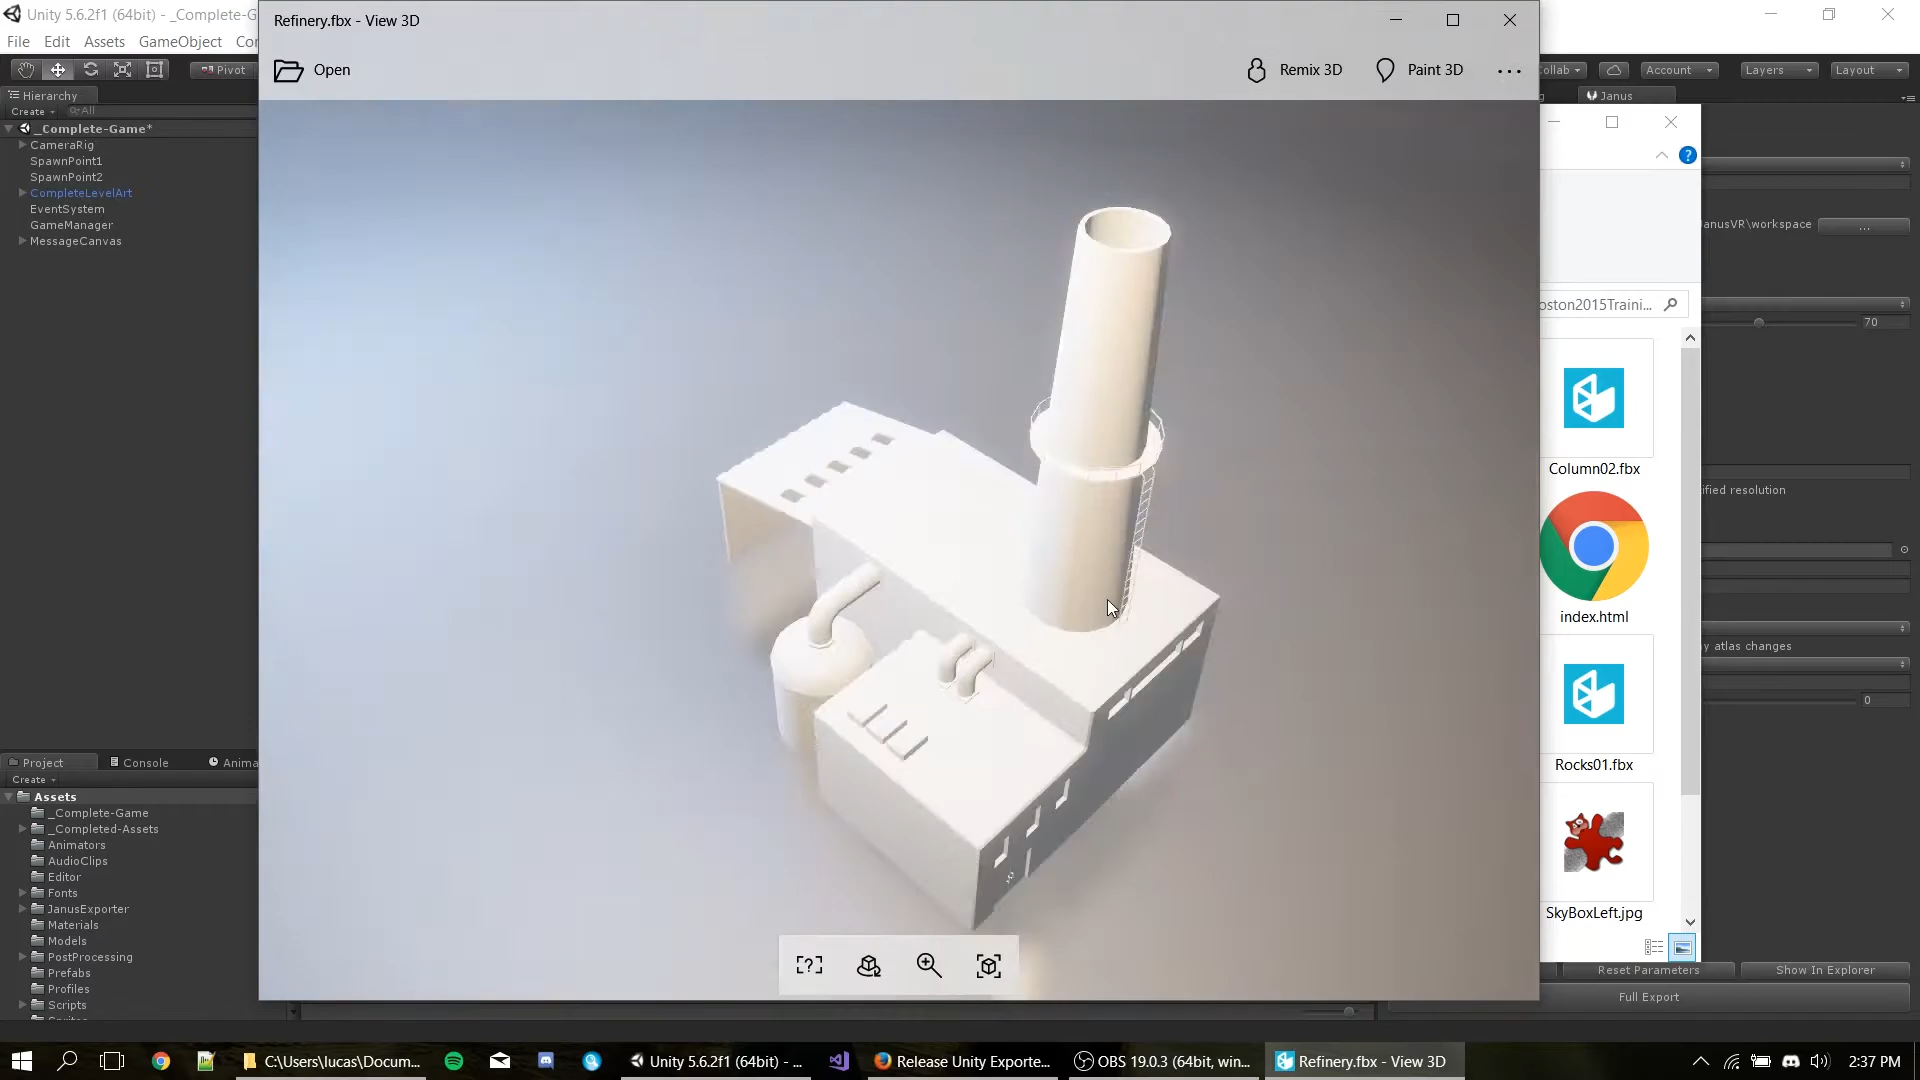 Unity 5.6.2f1 (64bit) - _Complete-G
File Edit Assets GameObject Co
Refinery.fbx - View 3D
Open
Remix 3D
Paint 3D
Pivot
Collab
Account
Layers
Layout
Hierarchy
Create
All
_Complete-Game*
CameraRig
SpawnPoint1
SpawnPoint2
CompleteLevelArt
EventSystem
GameManager
MessageCanvas
Janus
anusVR\workspace
...
oston2015Traini...
70
Column02.fbx
ified resolution
index.html
y atlas changes
0
Rocks01.fbx
SkyBoxLeft.jpg
Reset Parameters
Show In Explorer
Full Export
Project
Console
Anima
Create
Assets
_Complete-Game
_Completed-Assets
Animators
AudioClips
Editor
Fonts
JanusExporter
Materials
Models
PostProcessing
Prefabs
Profiles
Scripts
C:\Users\lucas\Docum...
Unity 5.6.2f1 (64bit) - ...
Release Unity Exporte...
OBS 19.0.3 (64bit, win...
Refinery.fbx - View 3D
2:37 PM